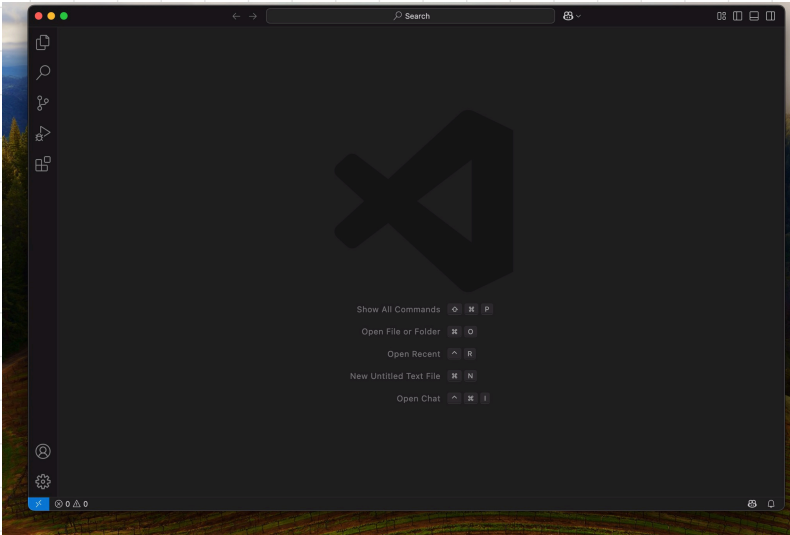 Search
Show All Commands ⇧ ⌘ P
Open File or Folder ⌘ O
Open Recent ^ R
New Untitled Text File ⌘ N
Open Chat ^ ⌘ I
0 0